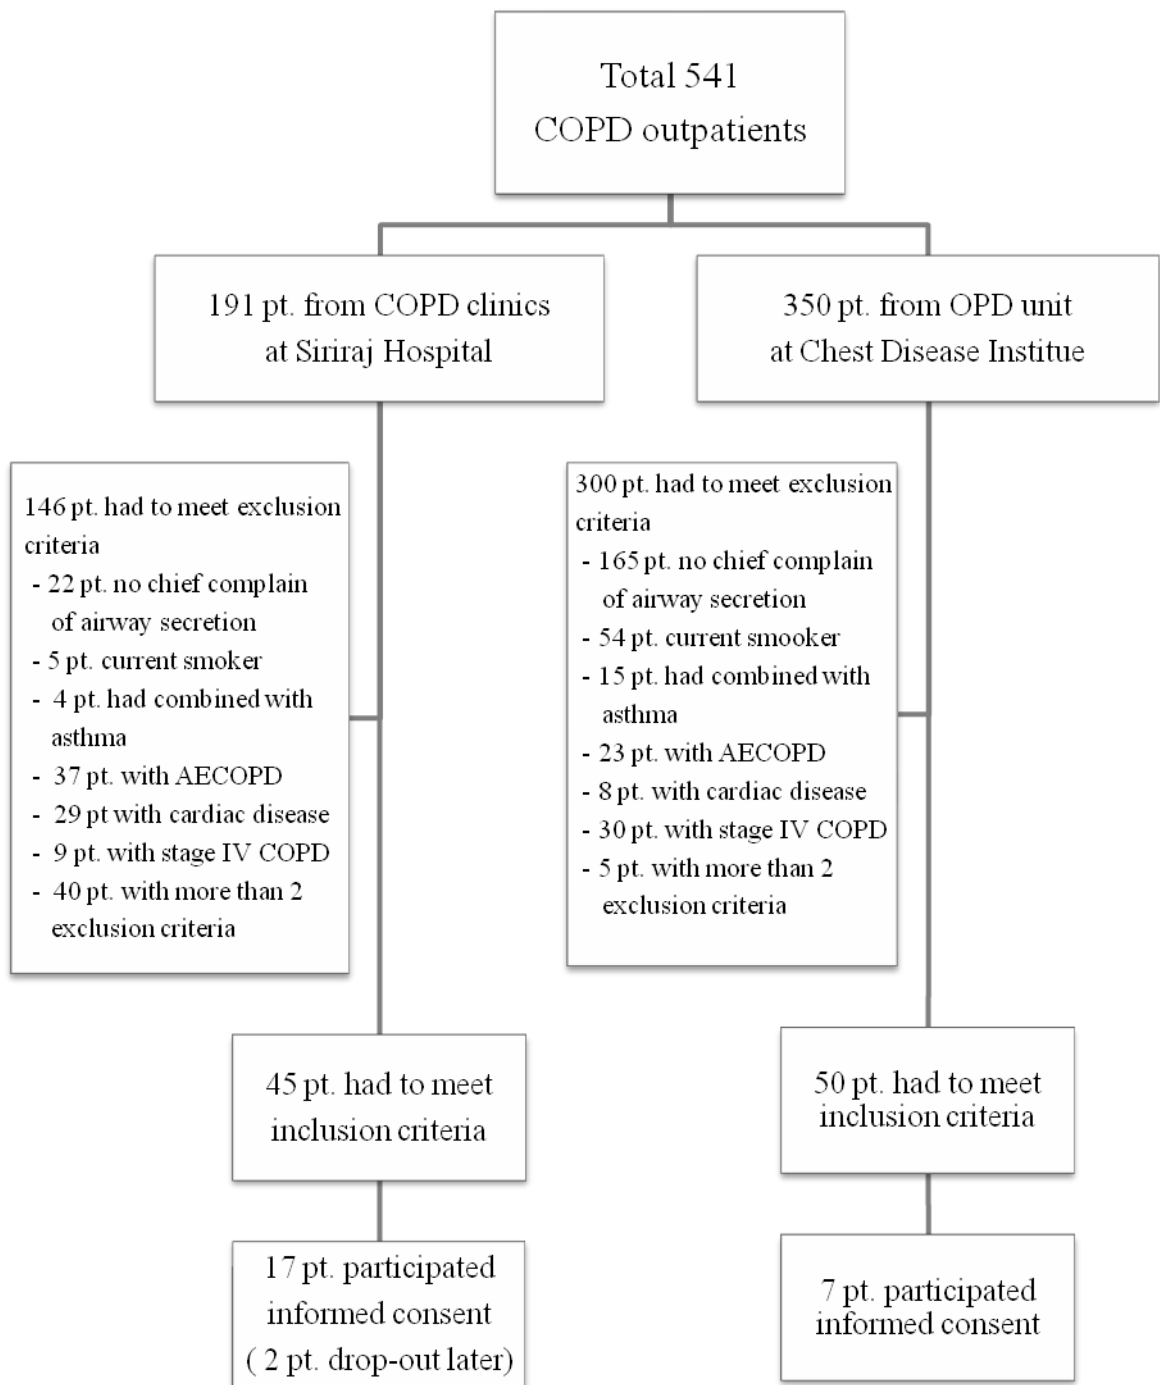 Total 541
COPD outpatients
191 pt. from COPD clinics
at Siriraj Hospital
350 pt. from OPD unit
at Chest Disease Institue
146 pt. had to meet exclusion
criteria
- 22 pt. no chief complain
of airway secretion
- 5 pt. current smoker
- 4 pt. had combined with
asthma
- 37 pt. with AECOPD
- 29 pt with cardiac disease
- 9 pt. with stage IV COPD
- 40 pt. with more than 2
exclusion criteria
300 pt. had to meet exclusion
criteria
- 165 pt. no chief complain
of airway secretion
- 54 pt. current smooker
- 15 pt. had combined with
asthma
- 23 pt. with AECOPD
- 8 pt. with cardiac disease
- 30 pt. with stage IV COPD
- 5 pt. with more than 2
exclusion criteria
45 pt. had to meet
inclusion criteria
50 pt. had to meet
inclusion criteria
17 pt. participated
informed consent
( 2 pt. drop-out later)
7 pt. participated
informed consent